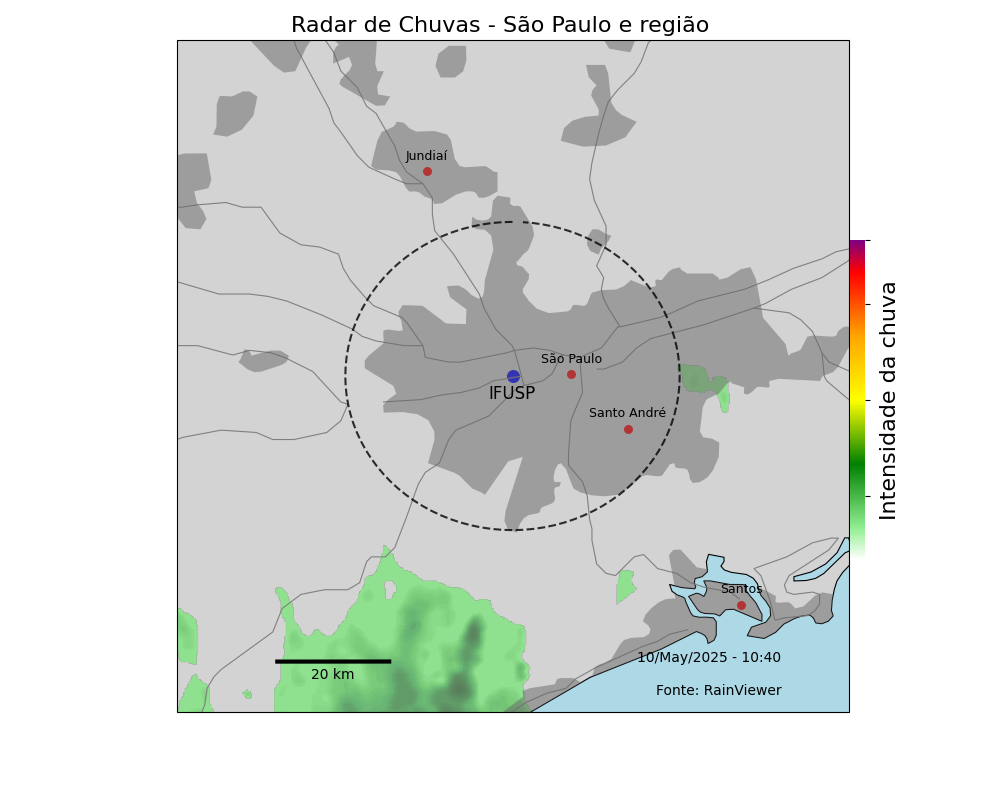 Radar de Chuvas - São Paulo e região
Jundiaí
São Paulo
IFUSP
Santo André
Intensidade da chuva
Santos
10/May/2025 - 10:40
20 km
Fonte: RainViewer